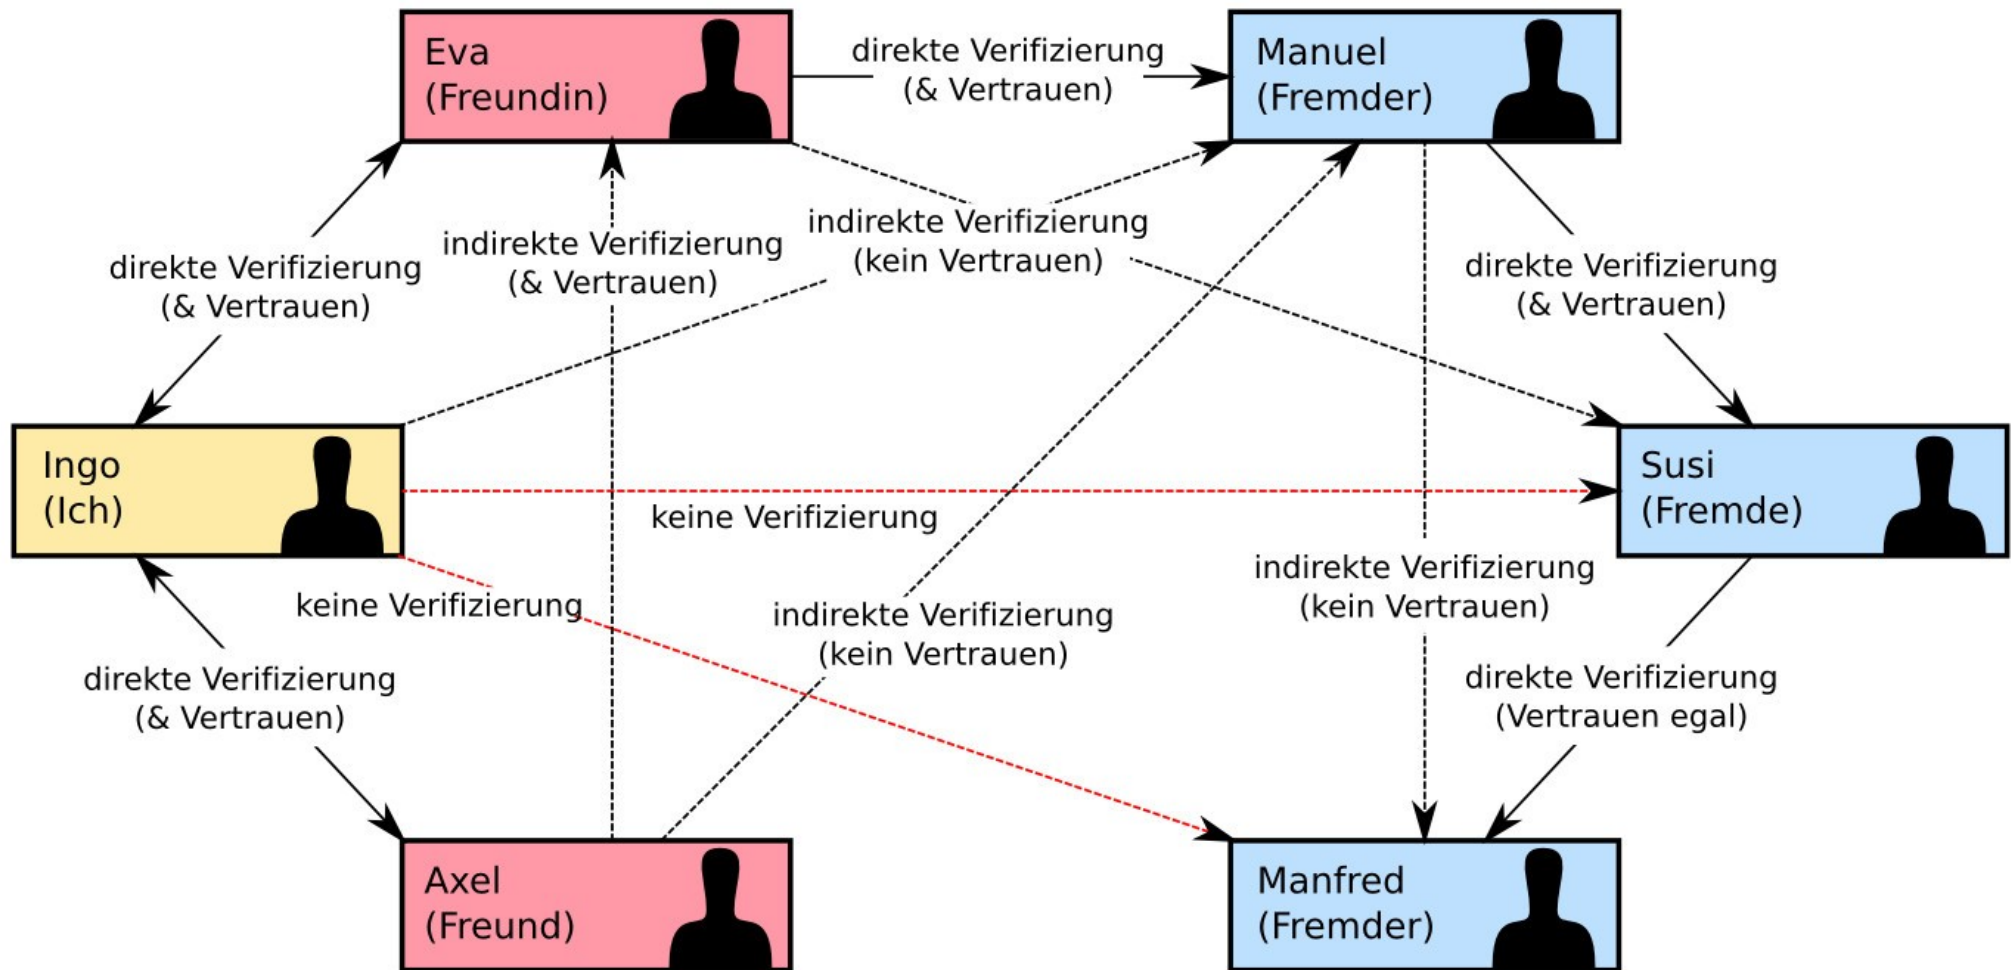 Eva
(Freundin)
direkte Verifizierung
(& Vertrauen)
Manuel
(Fremder)
direkte Verifizierung
(& Vertrauen)
indirekte Verifizierung
(& Vertrauen)
indirekte Verifizierung
(kein Vertrauen)
direkte Verifizierung
(& Vertrauen)
Ingo
(Ich)
keine Verifizierung
Susi
(Fremde)
keine Verifizierung
indirekte Verifizierung
(kein Vertrauen)
indirekte Verifizierung
(kein Vertrauen)
direkte Verifizierung
(& Vertrauen)
direkte Verifizierung
(Vertrauen egal)
Axel
(Freund)
Manfred
(Fremder)